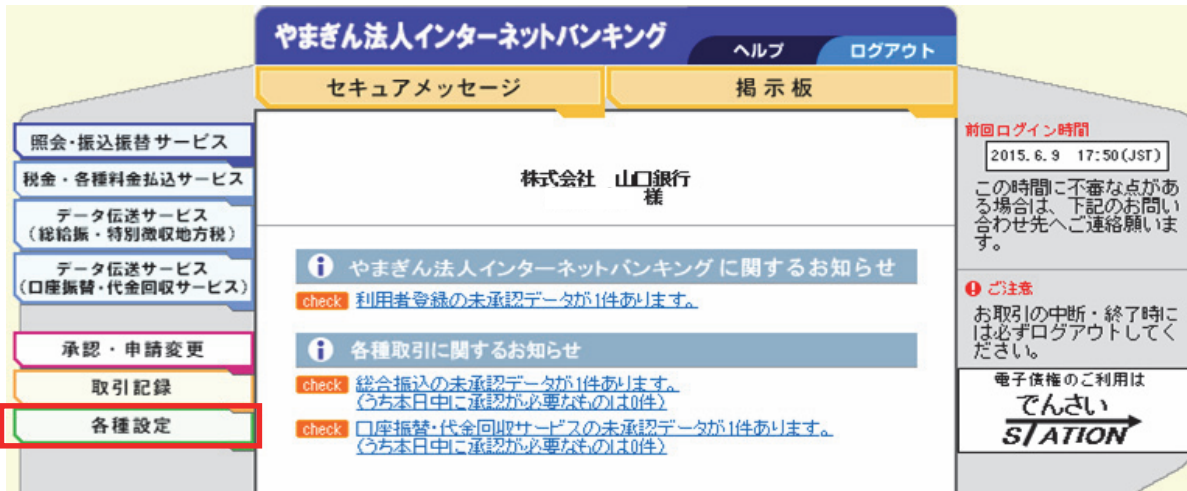 やまぎん法人インターネットバンキング
ヘルプ
ログアウト
セキュアメッセージ
掲示板
照会・振込振替サービス
税金・各種料金払込サービス
データ伝送サービス
(総給振・特別徴収地方税)
データ伝送サービス
(口座振替・代金回収サービス)
承認・申請変更
取引記録
各種設定
株式会社 山口銀行
様
やまぎん法人インターネットバンキングに関するお知らせ
check 利用者登録の未承認データが1件あります。
各種取引に関するお知らせ
check 総合振込の未承認データが1件あります。
(うち本日中に承認が必要なものは0件)
check 口座振替・代金回収サービスの未承認データが1件あります。
(うち本日中に承認が必要なものは0件)
前回ログイン時間
2015.6.9 17:50(JST)
この時間に不審な点があ
る場合は、下記のお問い
合わせ先へご連絡願いま
す。
ご注意
お取引の中断・終了時に
は必ずログアウトしてく
ださい。
電子債権のご利用は
でんさい
STATION